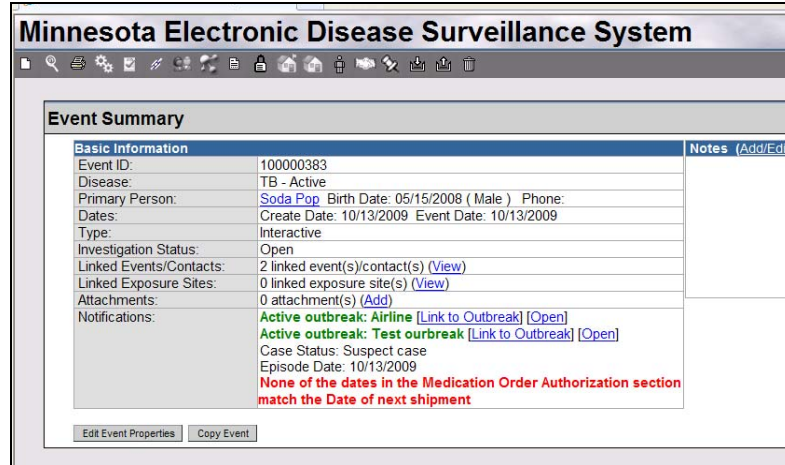 Minnesota Electronic Disease Surveillance System
Event Summary
Basic Information
Notes (Add/Edi
Event ID: 100000383
Disease: TB - Active
Primary Person: Soda Pop Birth Date: 05/15/2008 ( Male ) Phone:
Dates: Create Date: 10/13/2009 Event Date: 10/13/2009
Type: Interactive
Investigation Status: Open
Linked Events/Contacts: 2 linked event(s)/contact(s) (View)
Linked Exposure Sites: 0 linked exposure site(s) (View)
Attachments: 0 attachment(s) (Add)
Notifications: Active outbreak: Airline [Link to Outbreak] [Open]
Active outbreak: Test ourbreak [Link to Outbreak] [Open]
Case Status: Suspect case
Episode Date: 10/13/2009
None of the dates in the Medication Order Authorization section
match the Date of next shipment
Edit Event Properties Copy Event